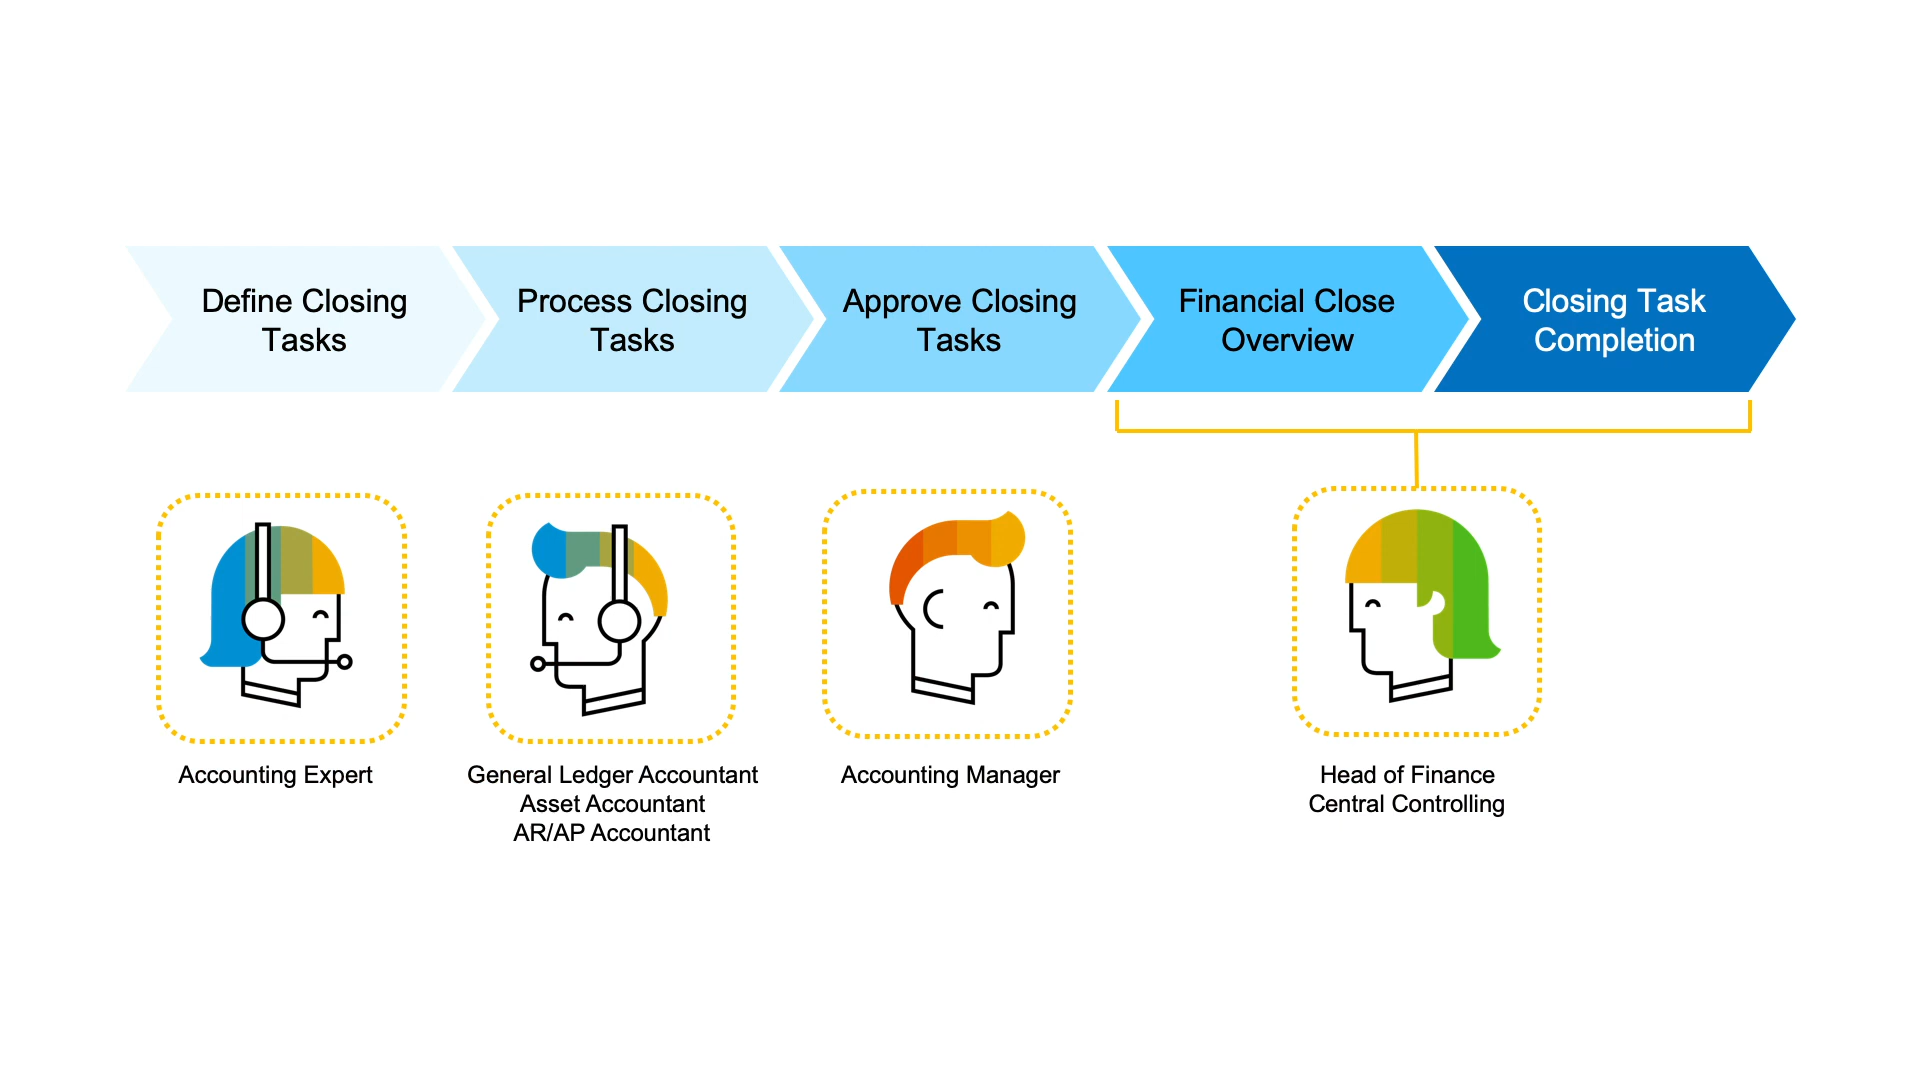 Define Closing
Tasks
Process Closing
Tasks
Approve Closing
Tasks
Financial Close
Overview
Closing Task
Completion
Accounting Expert
General Ledger Accountant
Asset Accountant
AR/AP Accountant
Accounting Manager
Head of Finance
Central Controlling